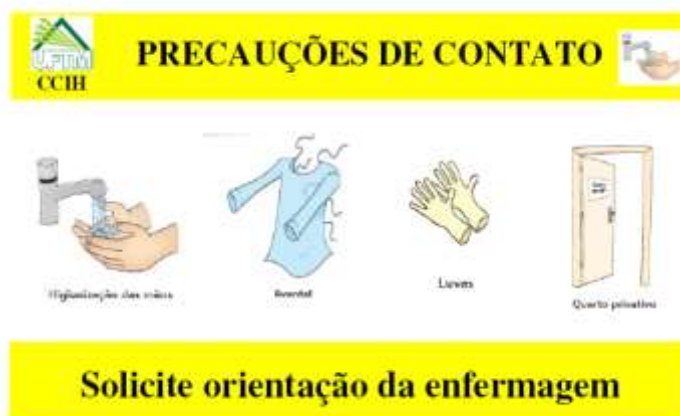 UFTM
CCIH
PRECAUÇÕES DE CONTATO
Higienização das mãos
Avental
Luvas
Quarto privativo
Solicite orientação da enfermagem